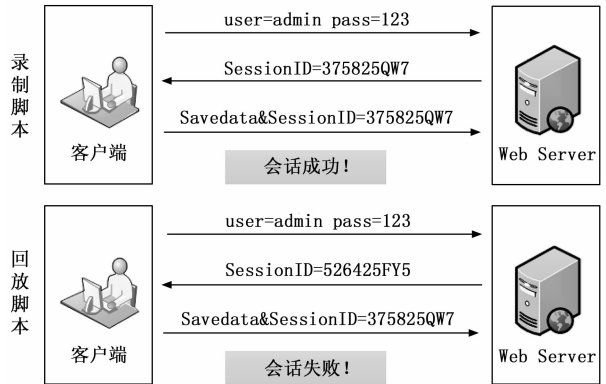 录制脚本
user=admin pass=123
SessionID=375825QW7
Savedata&SessionID=375825QW7
客户端
会话成功！
Web Server
回放脚本
user=admin pass=123
SessionID=526425FY5
Savedata&SessionID=375825QW7
客户端
会话失败！
Web Server